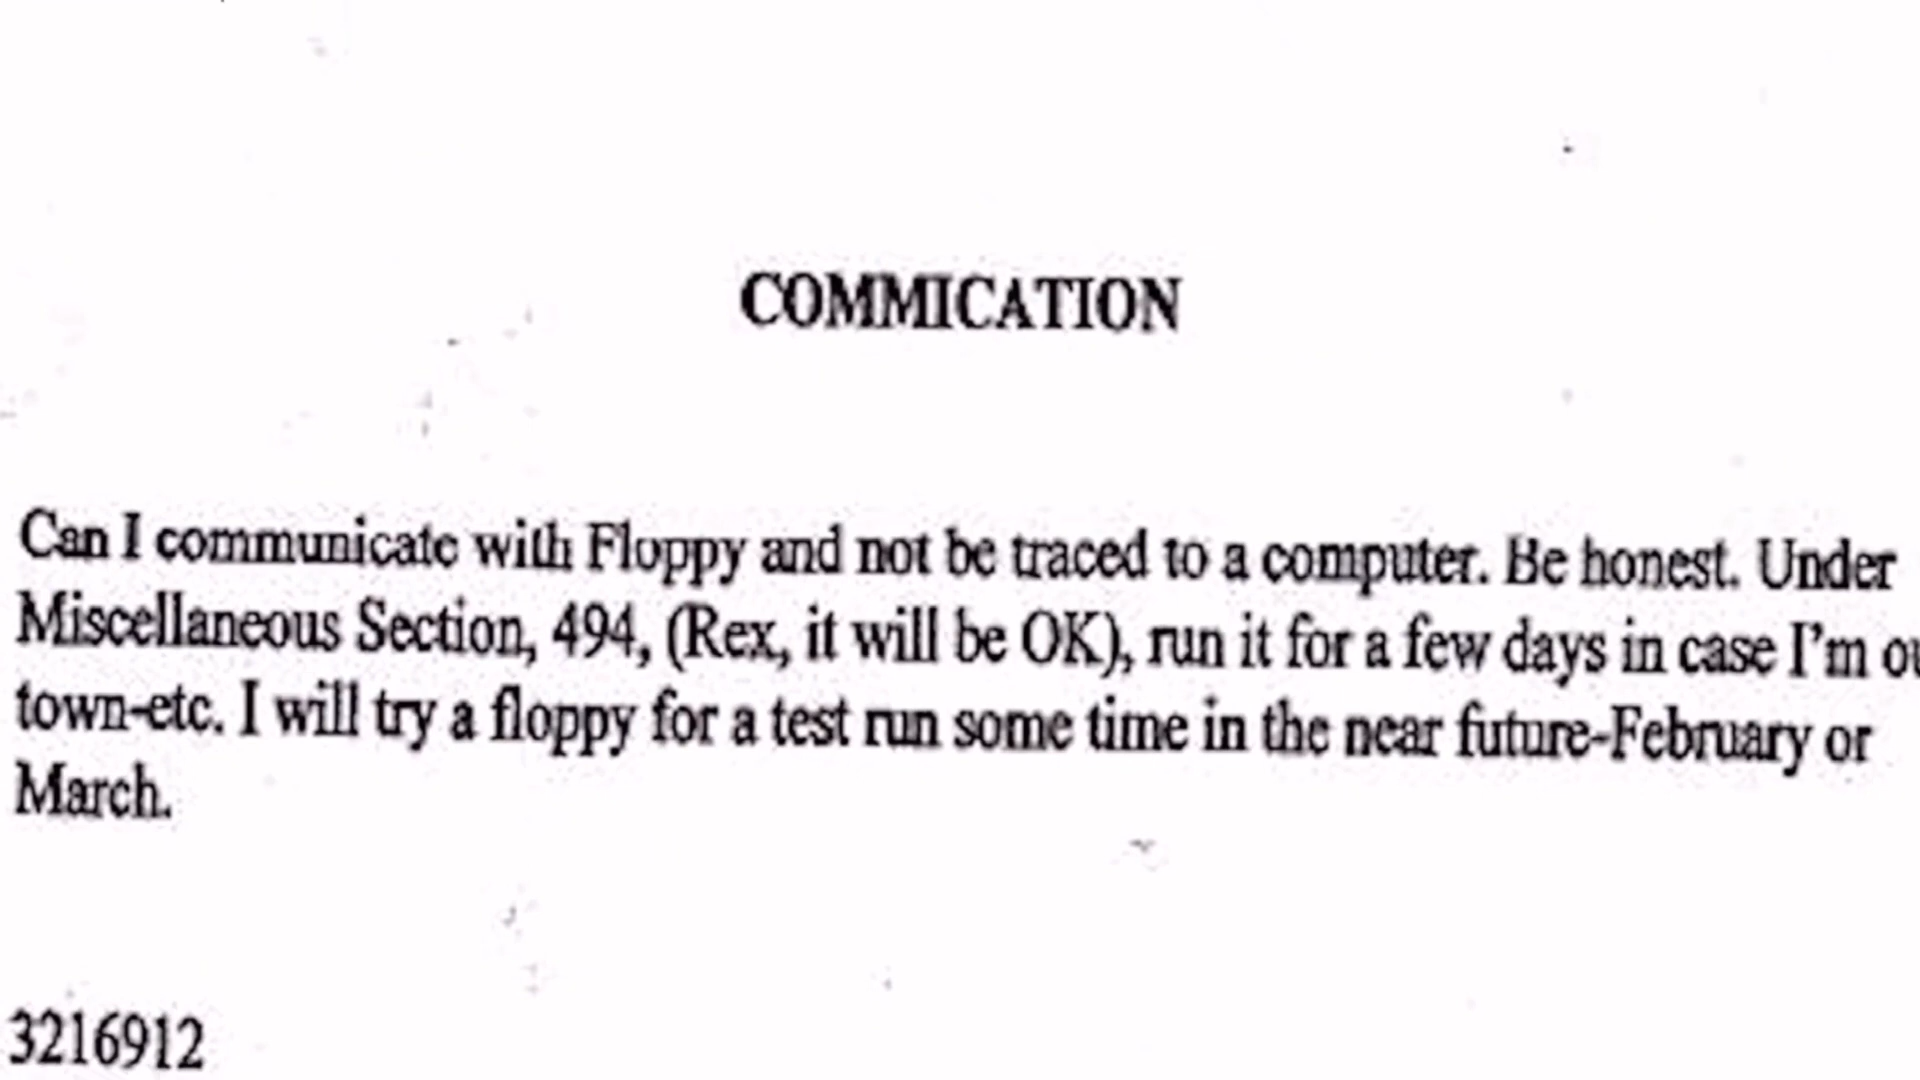 COMMICATION
Can I communicate with Floppy and not be traced to a computer. Be honest. Under
Miscellaneous Section, 494, (Rex, it will be OK), run it for a few days in case I'm
town-etc. I will try a floppy for a test run some time in the near future-February or
March.
3216912